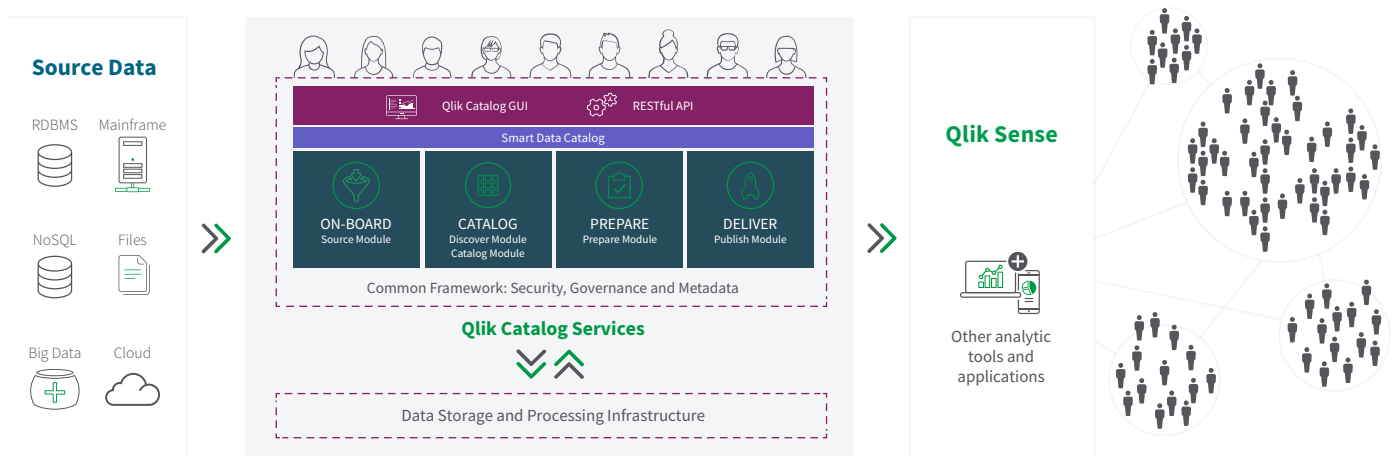 Source Data
RDBMS
Mainframe
NoSQL
Files
Big Data
Cloud
Qlik Catalog GUI
RESTful API
Smart Data Catalog
ON-BOARD
Source Module
CATALOG
Discover Module
Catalog Module
PREPARE
Prepare Module
DELIVER
Publish Module
Common Framework: Security, Governance and Metadata
Qlik Catalog Services
Data Storage and Processing Infrastructure
Qlik Sense
Other analytic
tools and
applications